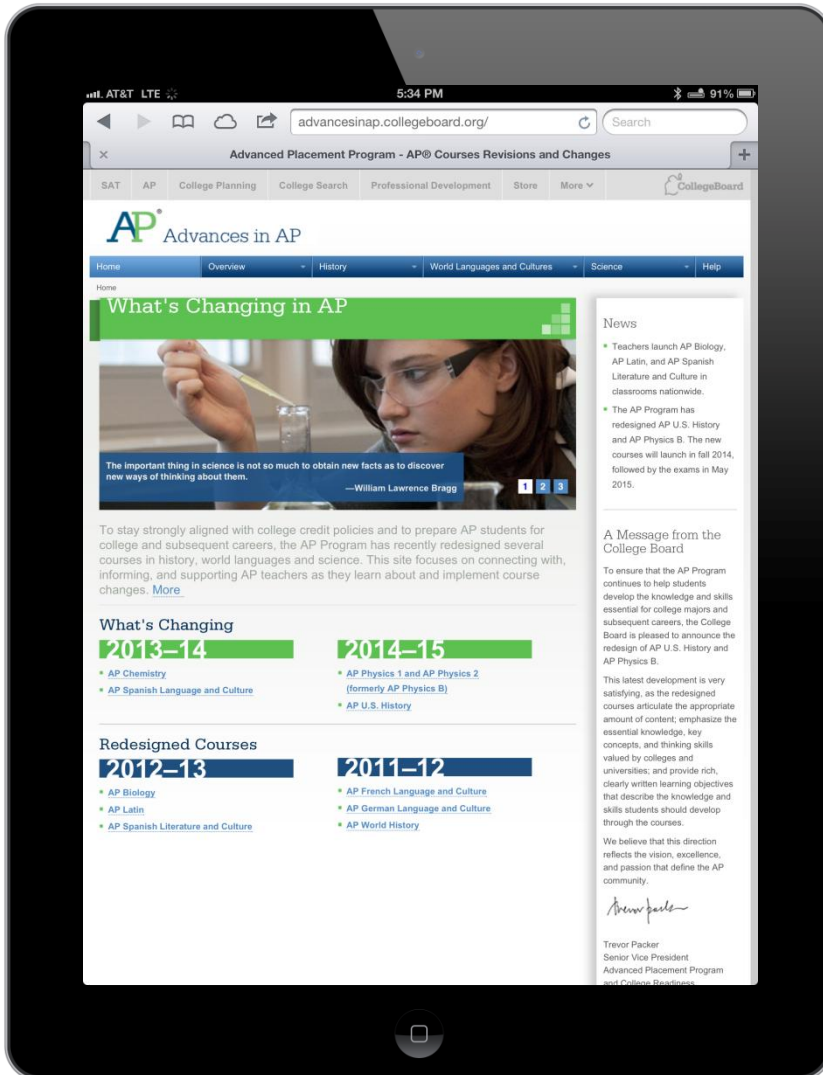 AT&T LTE 5:34 PM 91%
advancesinap.collegeboard.org/ Search
Advanced Placement Program - AP® Courses Revisions and Changes
SAT AP College Planning College Search Professional Development Store More CollegeBoard
AP® Advances in AP
Home Overview History World Languages and Cultures Science Help
Home
What's Changing in AP
The important thing in science is not so much to obtain new facts as to discover
new ways of thinking about them.
—William Lawrence Bragg
1 2 3
To stay strongly aligned with college credit policies and to prepare AP students for
college and subsequent careers, the AP Program has recently redesigned several
courses in history, world languages and science. This site focuses on connecting with,
informing, and supporting AP teachers as they learn about and implement course
changes. More
What's Changing
2013–14
AP Chemistry
AP Spanish Language and Culture
2014–15
AP Physics 1 and AP Physics 2
(formerly AP Physics B)
AP U.S. History
Redesigned Courses
2012–13
AP Biology
AP Latin
AP Spanish Literature and Culture
2011–12
AP French Language and Culture
AP German Language and Culture
AP World History
News
Teachers launch AP Biology,
AP Latin, and AP Spanish
Literature and Culture in
classrooms nationwide.
The AP Program has
redesigned AP U.S. History
and AP Physics B. The new
courses will launch in fall 2014,
followed by the exams in May
2015.
A Message from the
College Board
To ensure that the AP Program
continues to help students
develop the knowledge and skills
essential for college majors and
subsequent careers, the College
Board is pleased to announce the
redesign of AP U.S. History and
AP Physics B.
This latest development is very
satisfying, as the redesigned
courses articulate the appropriate
amount of content; emphasize the
essential knowledge, key
concepts, and thinking skills
valued by colleges and
universities; and provide rich,
clearly written learning objectives
that describe the knowledge and
skills students should develop
through the courses.
We believe that this direction
reflects the vision, excellence,
and passion that define the AP
community.
Trevor Packer
Senior Vice President
Advanced Placement Program
and College Readiness